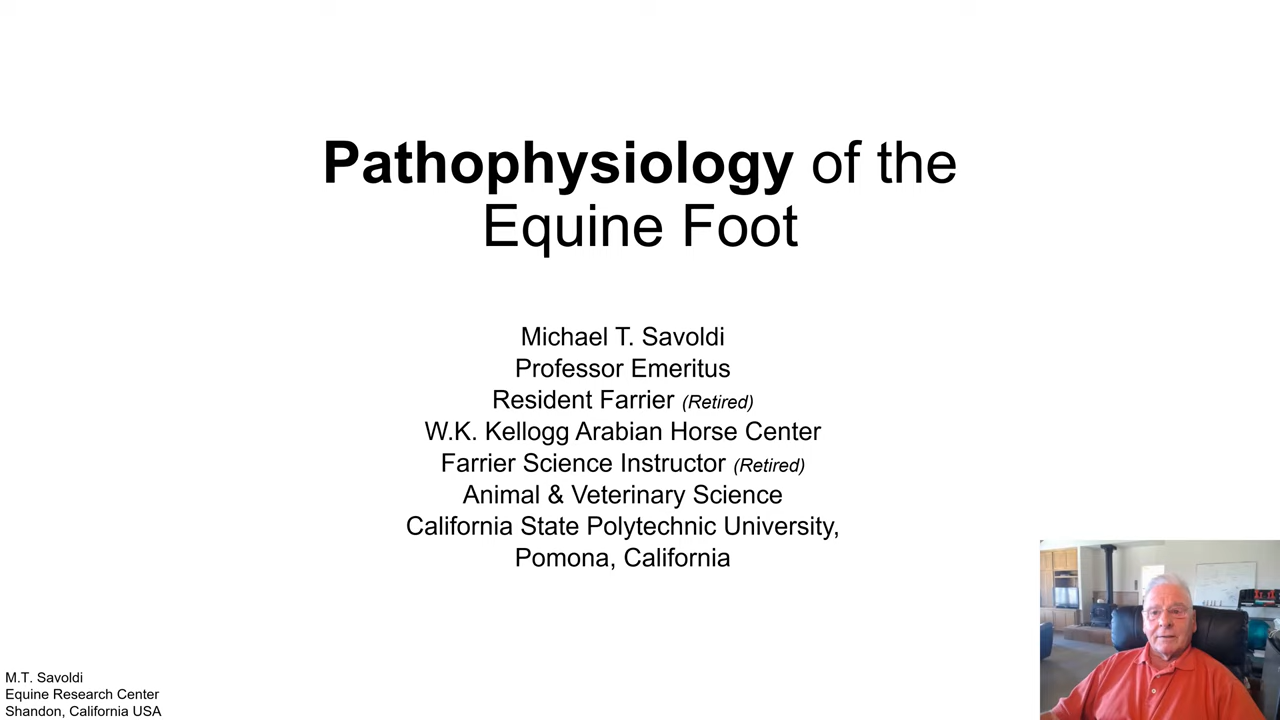 Pathophysiology of the
Equine Foot
Michael T. Savoldi
Professor Emeritus
Resident Farrier (Retired)
W.K. Kellogg Arabian Horse Center
Farrier Science Instructor (Retired)
Animal & Veterinary Science
California State Polytechnic University,
Pomona, California
M.T. Savoldi
Equine Research Center
Shandon, California USA